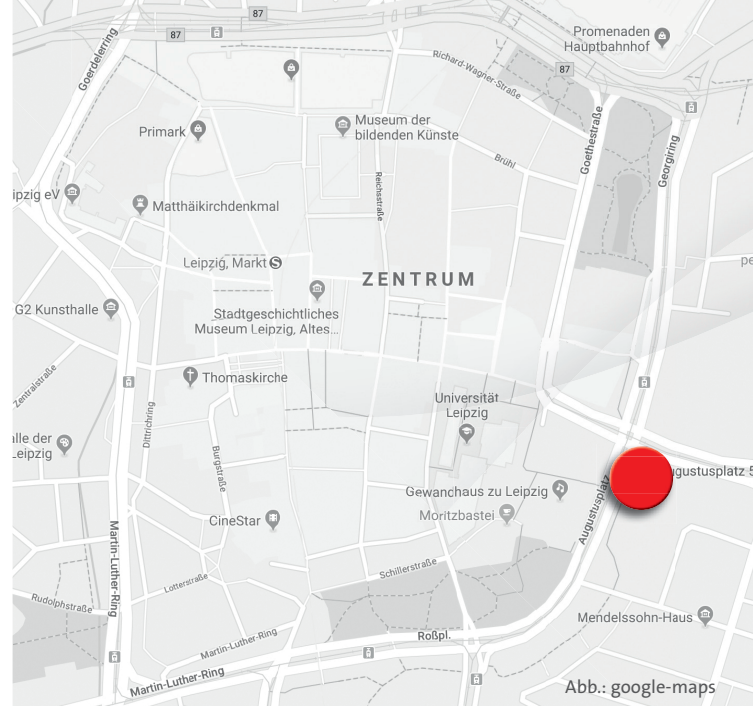 87
87
Promenaden
Hauptbahnhof
Goerdelerring
Richard-Wagner-Straße
87
Primark
Museum der
bildenden Künste
Goethestraße
Georgiring
Brühl
Reichsstraße
ipzig eV
Matthäikirchdenkmal
Leipzig, Markt
S
ZENTRUM
pe
G2 Kunsthalle
Stadtgeschichtliches
Museum Leipzig, Altes...
Zentralstraße
Thomaskirche
Dittrichring
Universität
Leipzig
alle der
Leipzig
Burgstraße
ugustusplatz 5
Gewanchaus zu Leipzig
Moritzbastei
Augustusplatz
CineStar
Martin-Luther-Ring
Schillerstraße
Lotterstraße
Rudolphstraße
Mendelssohn-Haus
Martin-Luther-Ring
Roßpl.
Martin-Luther-Ring
Abb.: google-maps